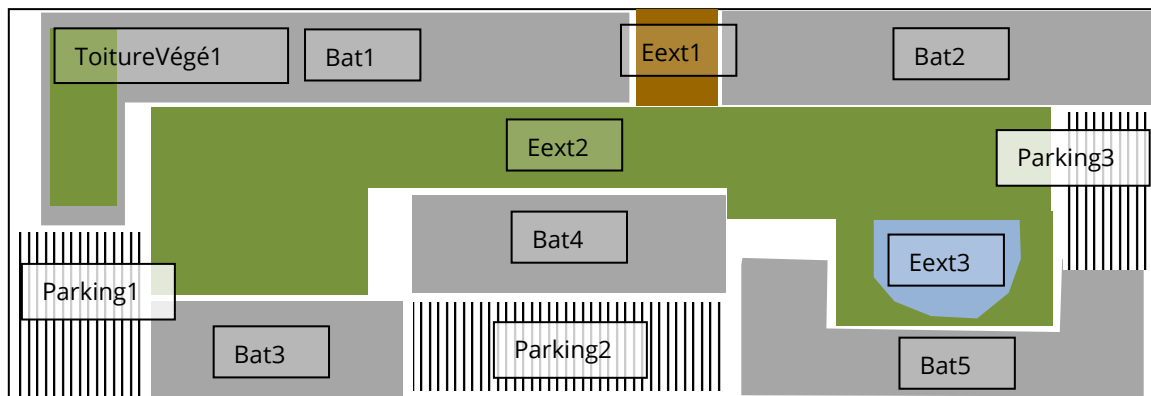 ToitureVégé1
Bat1
Eext1
Bat2
Eext2
Parking3
Bat4
Eext3
Parking1
Bat3
Parking2
Bat5